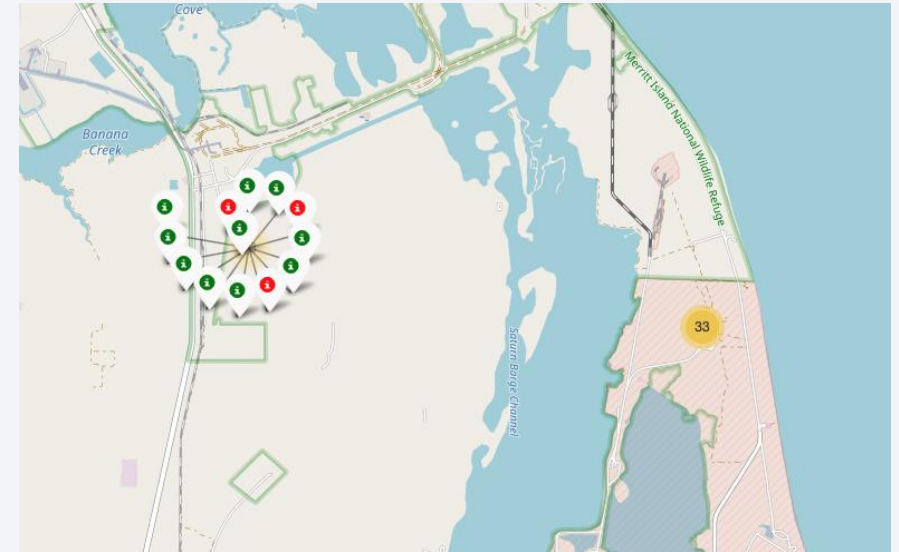 Cove
Banana
Creek
Merritt Island National Wildlife Refuge
33
Saturn Barge Channel
i
i
i
i
i
i
i
i
i
i
i
i
i